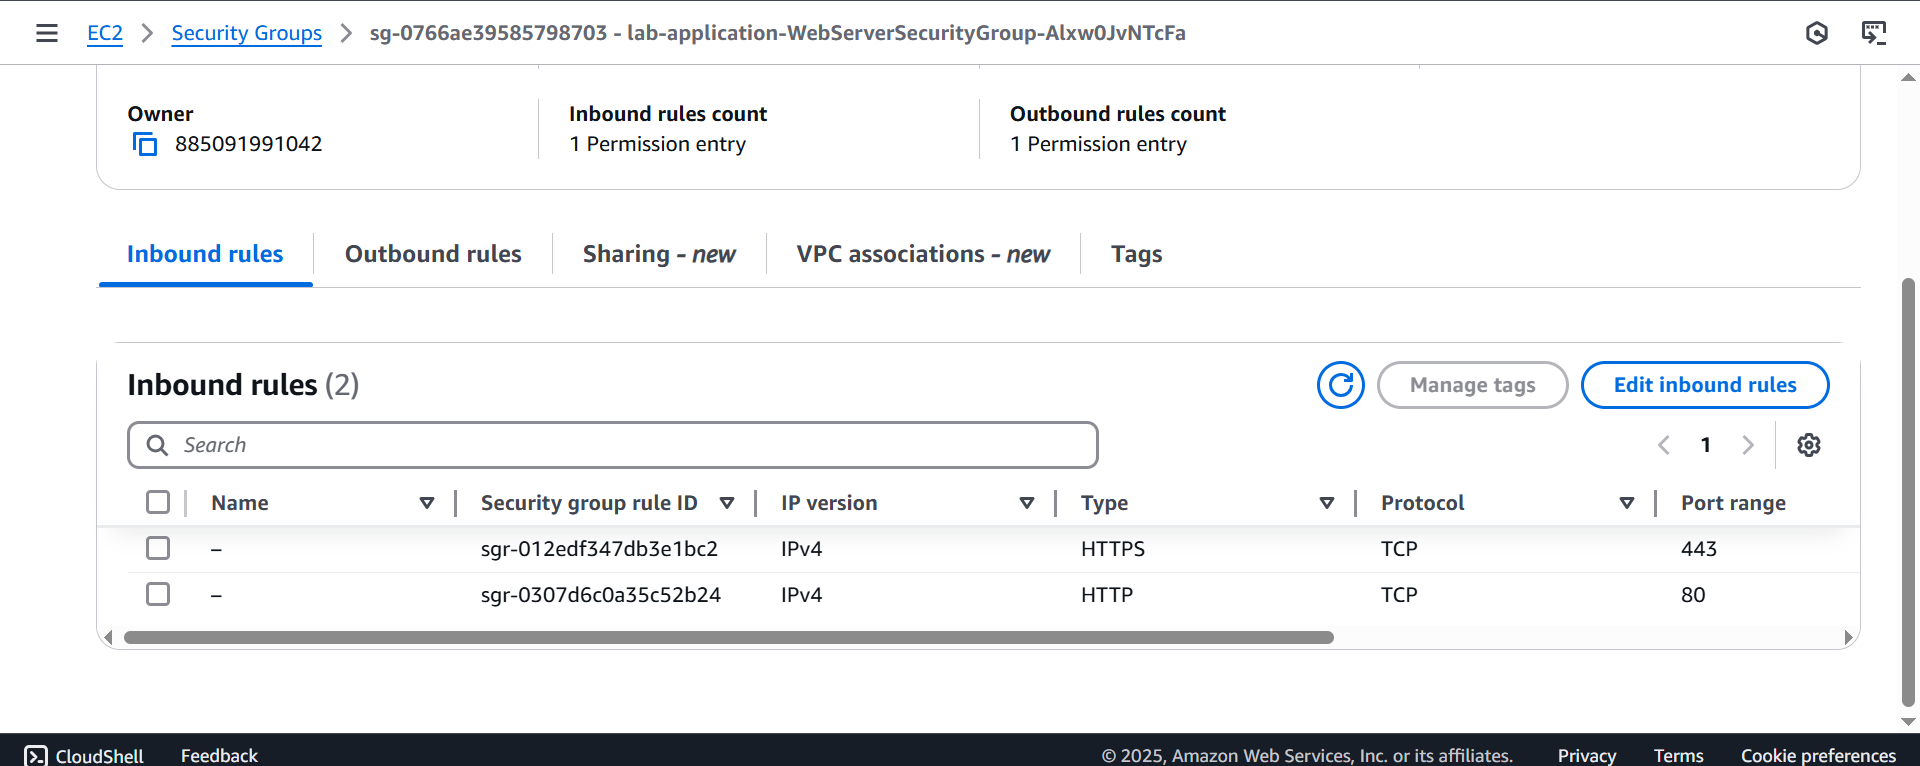 EC2 > Security Groups > sg-0766ae39585798703 - lab-application-WebServerSecurityGroup-Alxw0JvNTcFa
Owner Inbound rules count Outbound rules count
885091991042 1 Permission entry 1 Permission entry
Inbound rules Outbound rules Sharing - new VPC associations - new Tags
Inbound rules (2) Manage tags Edit inbound rules
Search 1
Name Security group rule ID IP version Type Protocol Port range
– sgr-012edf347db3e1bc2 IPv4 HTTPS TCP 443
– sgr-0307d6c0a35c52b24 IPv4 HTTP TCP 80
CloudShell Feedback © 2025, Amazon Web Services, Inc. or its affiliates. Privacy Terms Cookie preferences